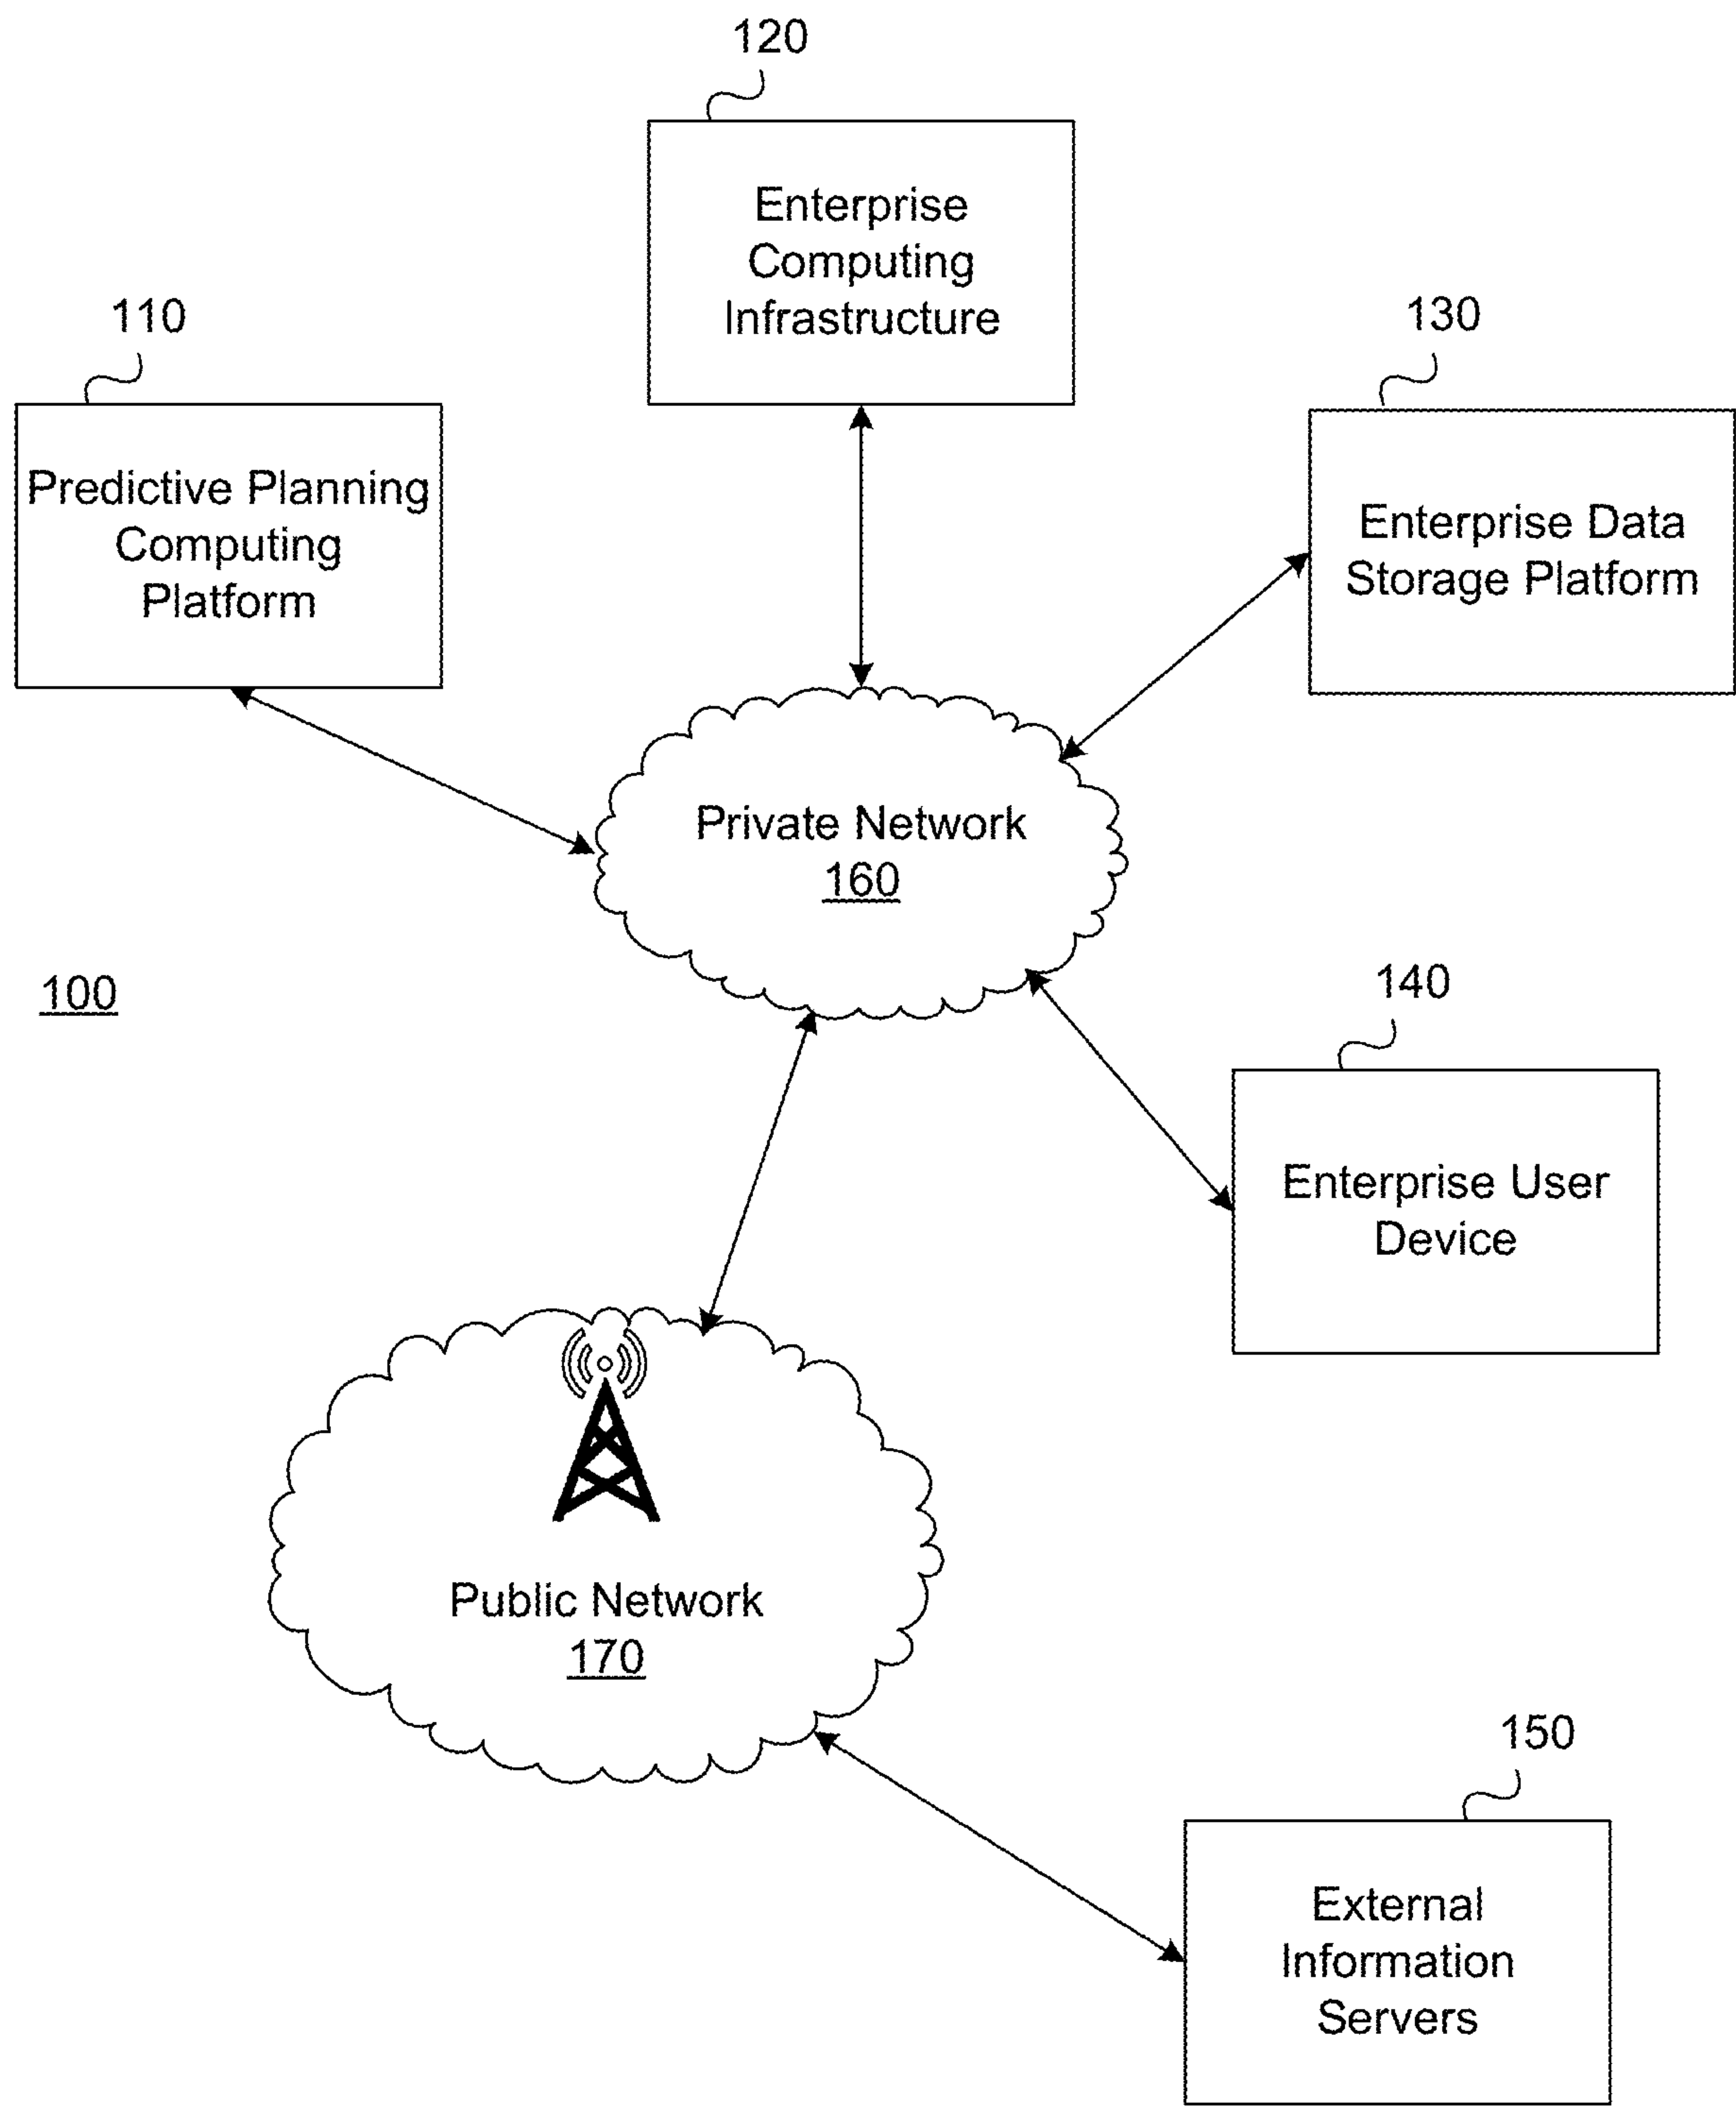 120
Enterprise
Computing
Infrastructure
110
Predictive Planning
Computing
Platform
130
Enterprise Data
Storage Platform
Private Network
160
100
140
Enterprise User
Device
Public Network
170
150
External
Information
Servers